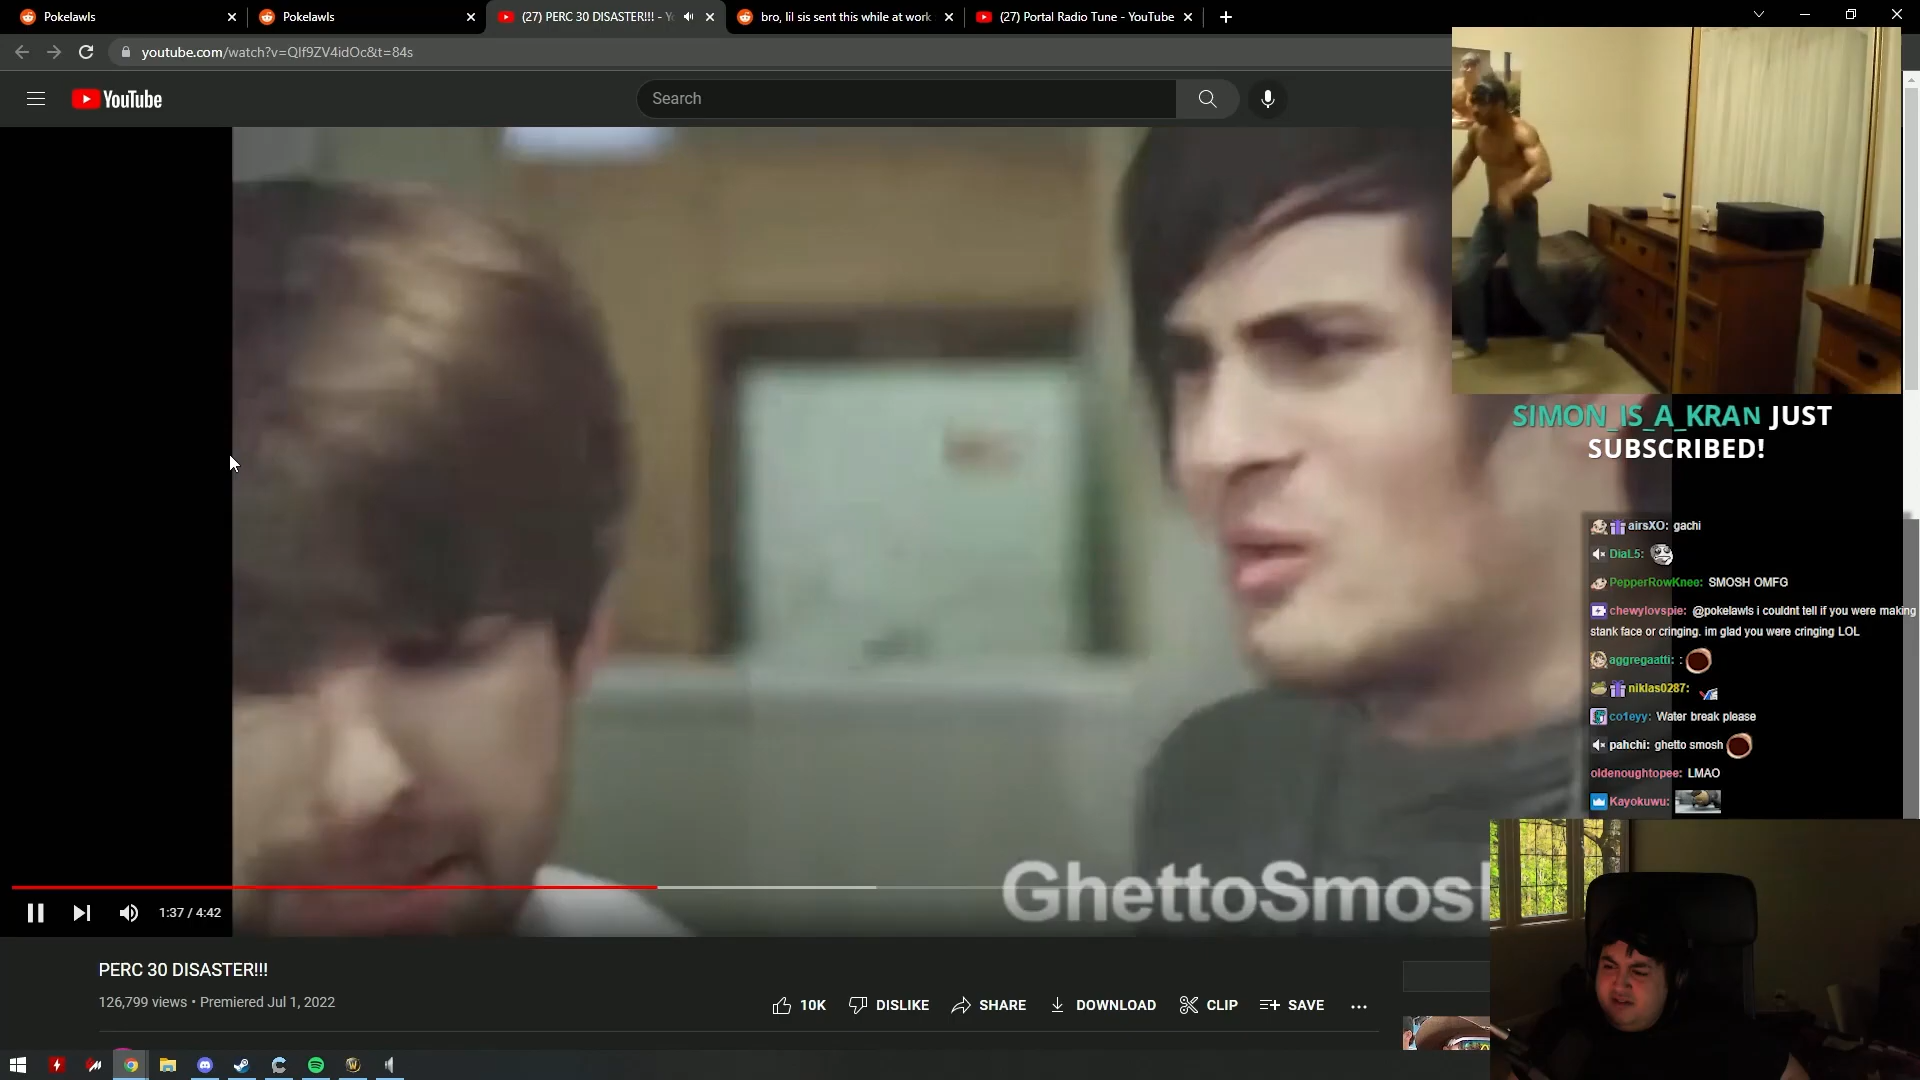 Pokelawls
Pokelawls
(27) PERC 30 DISASTER!!! - Y
bro, lil sis sent this while at work
(27) Portal Radio Tune - YouTube
youtube.com/watch?v=QIf9ZV4idOc&t=84s
YouTube
Search
SIMON_IS_A_KRAN JUST
SUBSCRIBED!
airsXO: gachi
DiaL5:
PepperRowKnee: SMOSH OMFG
chewylovspie: @pokelawls i couldnt tell if you were making
stank face or cringing. im glad you were cringing LOL
aggregaatti: :
niklas0287:
co1eyy: Water break please
pahchi: ghetto smosh
oldenoughtopee: LMAO
Kayokuwu:
GhettoSmosh
1:37 / 4:42
PERC 30 DISASTER!!!
126,799 views • Premiered Jul 1, 2022
10K
DISLIKE
SHARE
DOWNLOAD
CLIP
SAVE